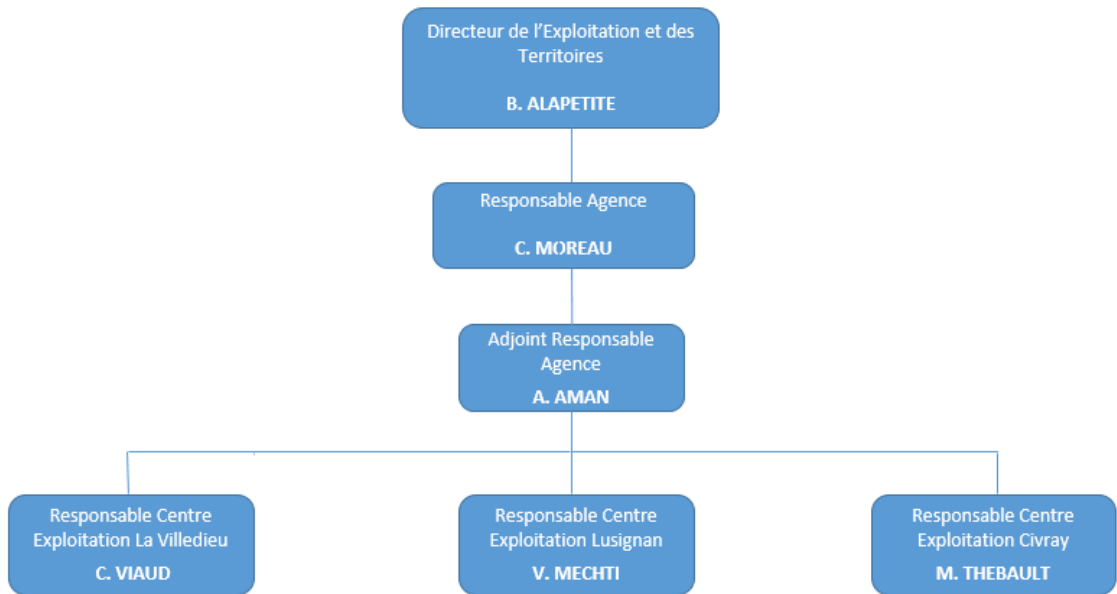 Directeur de l'Exploitation et des
Territoires
B. ALAPETITE
Responsable Agence
C. MOREAU
Adjoint Responsable
Agence
A. AMAN
Responsable Centre
Exploitation La Villedieu
C. VIAUD
Responsable Centre
Exploitation Lusignan
V. MECHTI
Responsable Centre
Exploitation Civray
M. THEBAULT